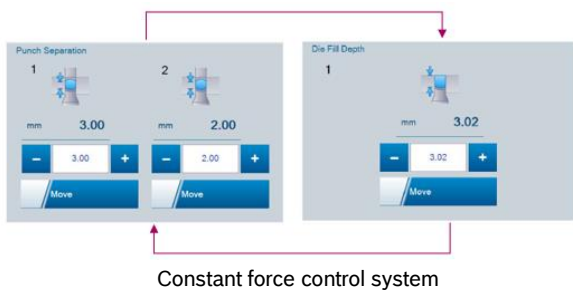 Punch Separation
1
2
mm 3.00
mm 2.00
- 3.00 +
- 2.00 +
Move
Move
Die Fill Depth
1
mm 3.02
- 3.02 +
Move
Constant force control system